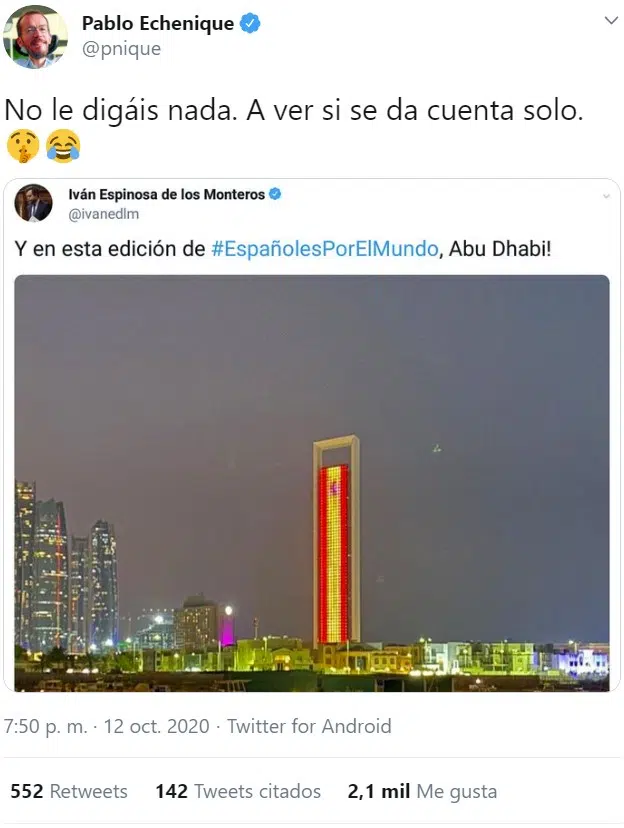 Pablo Echenique
@pnique
No le digáis nada. A ver si se da cuenta solo.
🤫😂
Iván Espinosa de los Monteros
@ivanedlm
Y en esta edición de #EspañolesPorElMundo, Abu Dhabi!
7:50 p. m. · 12 oct. 2020 · Twitter for Android
552 Retweets 142 Tweets citados 2,1 mil Me gusta